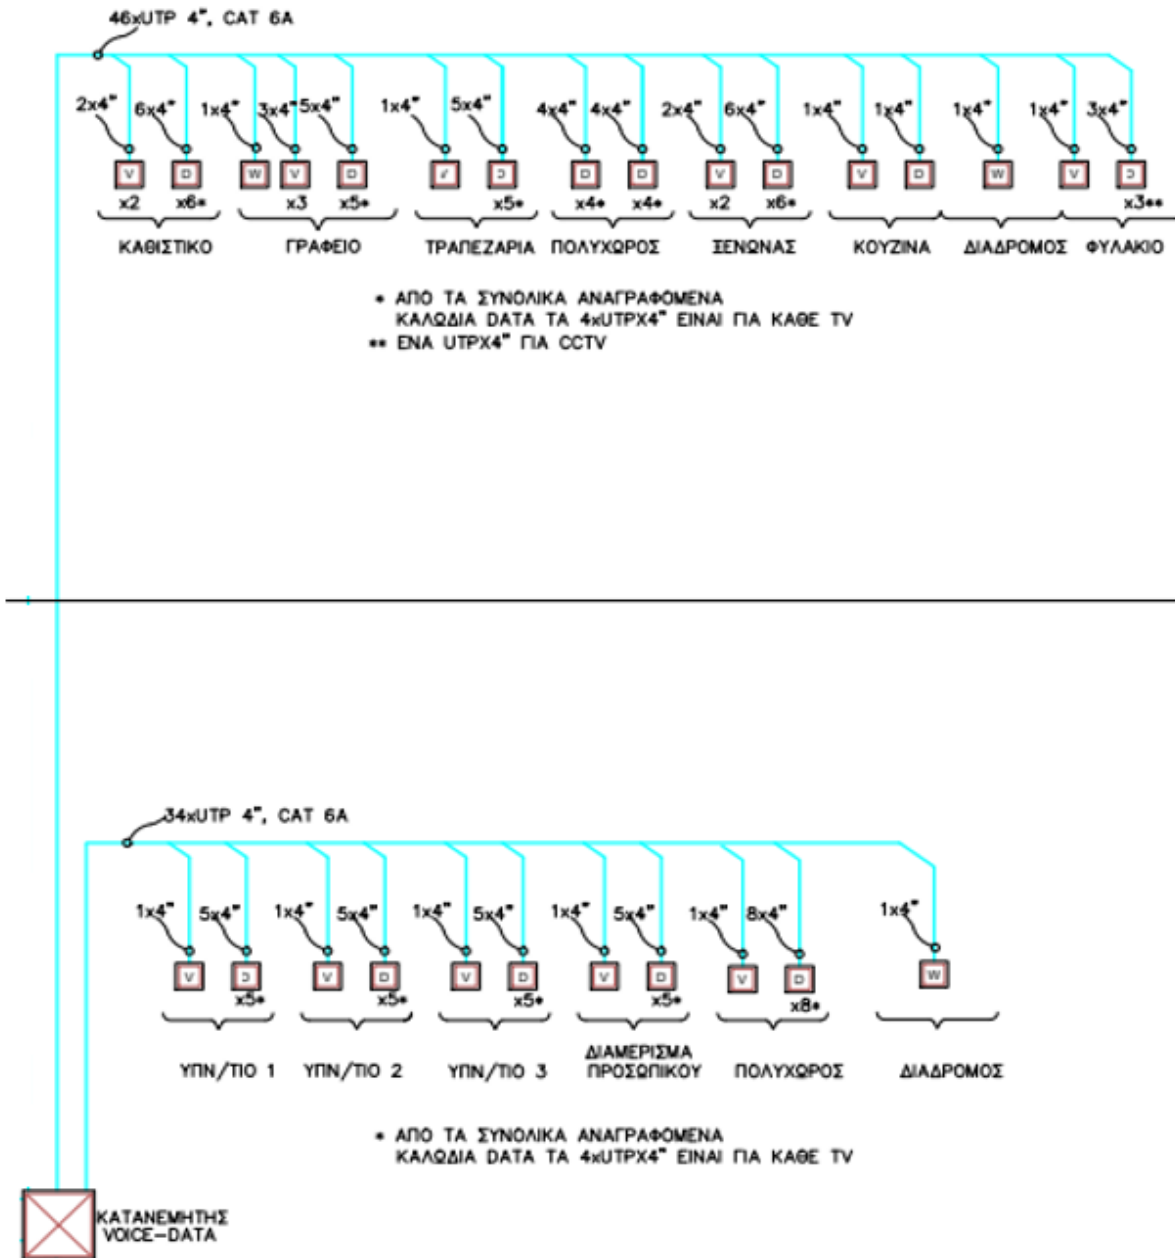 46xUTP 4", CAT 6A
2x4" 6x4" 1x4" 3x4" 5x4" 1x4" 5x4" 4x4" 4x4" 2x4" 6x4" 1x4" 1x4" 1x4" 1x4" 3x4"
V D W V D V D D D V D V D W V D
x2 x6* x3 x5* x5* x4* x4* x2 x6* x3**
ΚΑΘΙΣΤΙΚΟ ΓΡΑΦΕΙΟ ΤΡΑΠΕΖΑΡΙΑ ΠΟΛΥΧΩΡΟΣ ΞΕΝΩΝΑΣ ΚΟΥΖΙΝΑ ΔΙΑΔΡΟΜΟΣ ΦΥΛΑΚΙΟ
* ΑΠΟ ΤΑ ΣΥΝΟΛΙΚΑ ΑΝΑΓΡΑΦΟΜΕΝΑ
ΚΑΛΩΔΙΑ DATA ΤΑ 4xUTPX4" ΕΙΝΑΙ ΓΙΑ ΚΑΘΕ TV
** ΕΝΑ UTPX4" ΓΙΑ CCTV
34xUTP 4", CAT 6A
1x4" 5x4" 1x4" 5x4" 1x4" 5x4" 1x4" 5x4" 1x4" 8x4" 1x4"
V D V D V D V D V D W
x5* x5* x5* x5* x8*
ΥΠΝ/ΤΙΟ 1 ΥΠΝ/ΤΙΟ 2 ΥΠΝ/ΤΙΟ 3 ΔΙΑΜΕΡΙΣΜΑ
ΠΡΟΣΩΠΙΚΟΥ ΠΟΛΥΧΩΡΟΣ ΔΙΑΔΡΟΜΟΣ
* ΑΠΟ ΤΑ ΣΥΝΟΛΙΚΑ ΑΝΑΓΡΑΦΟΜΕΝΑ
ΚΑΛΩΔΙΑ DATA ΤΑ 4xUTPX4" ΕΙΝΑΙ ΓΙΑ ΚΑΘΕ TV
ΚΑΤΑΝΕΜΗΤΗΣ
VOICE-DATA